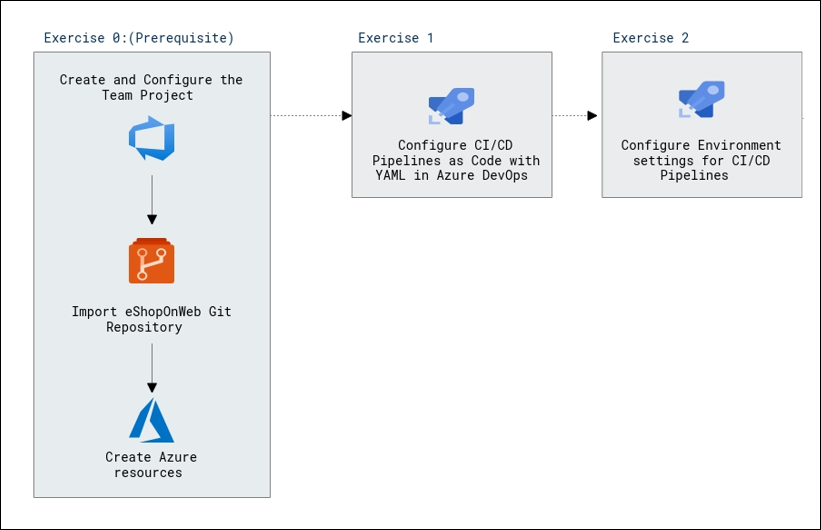 Exercise 0:(Prerequisite)
Create and Configure the
Team Project
Import eShopOnWeb Git
Repository
Create Azure
resources
Exercise 1
Configure CI/CD
Pipelines as Code with
YAML in Azure DevOps
Exercise 2
Configure Environment
settings for CI/CD
Pipelines